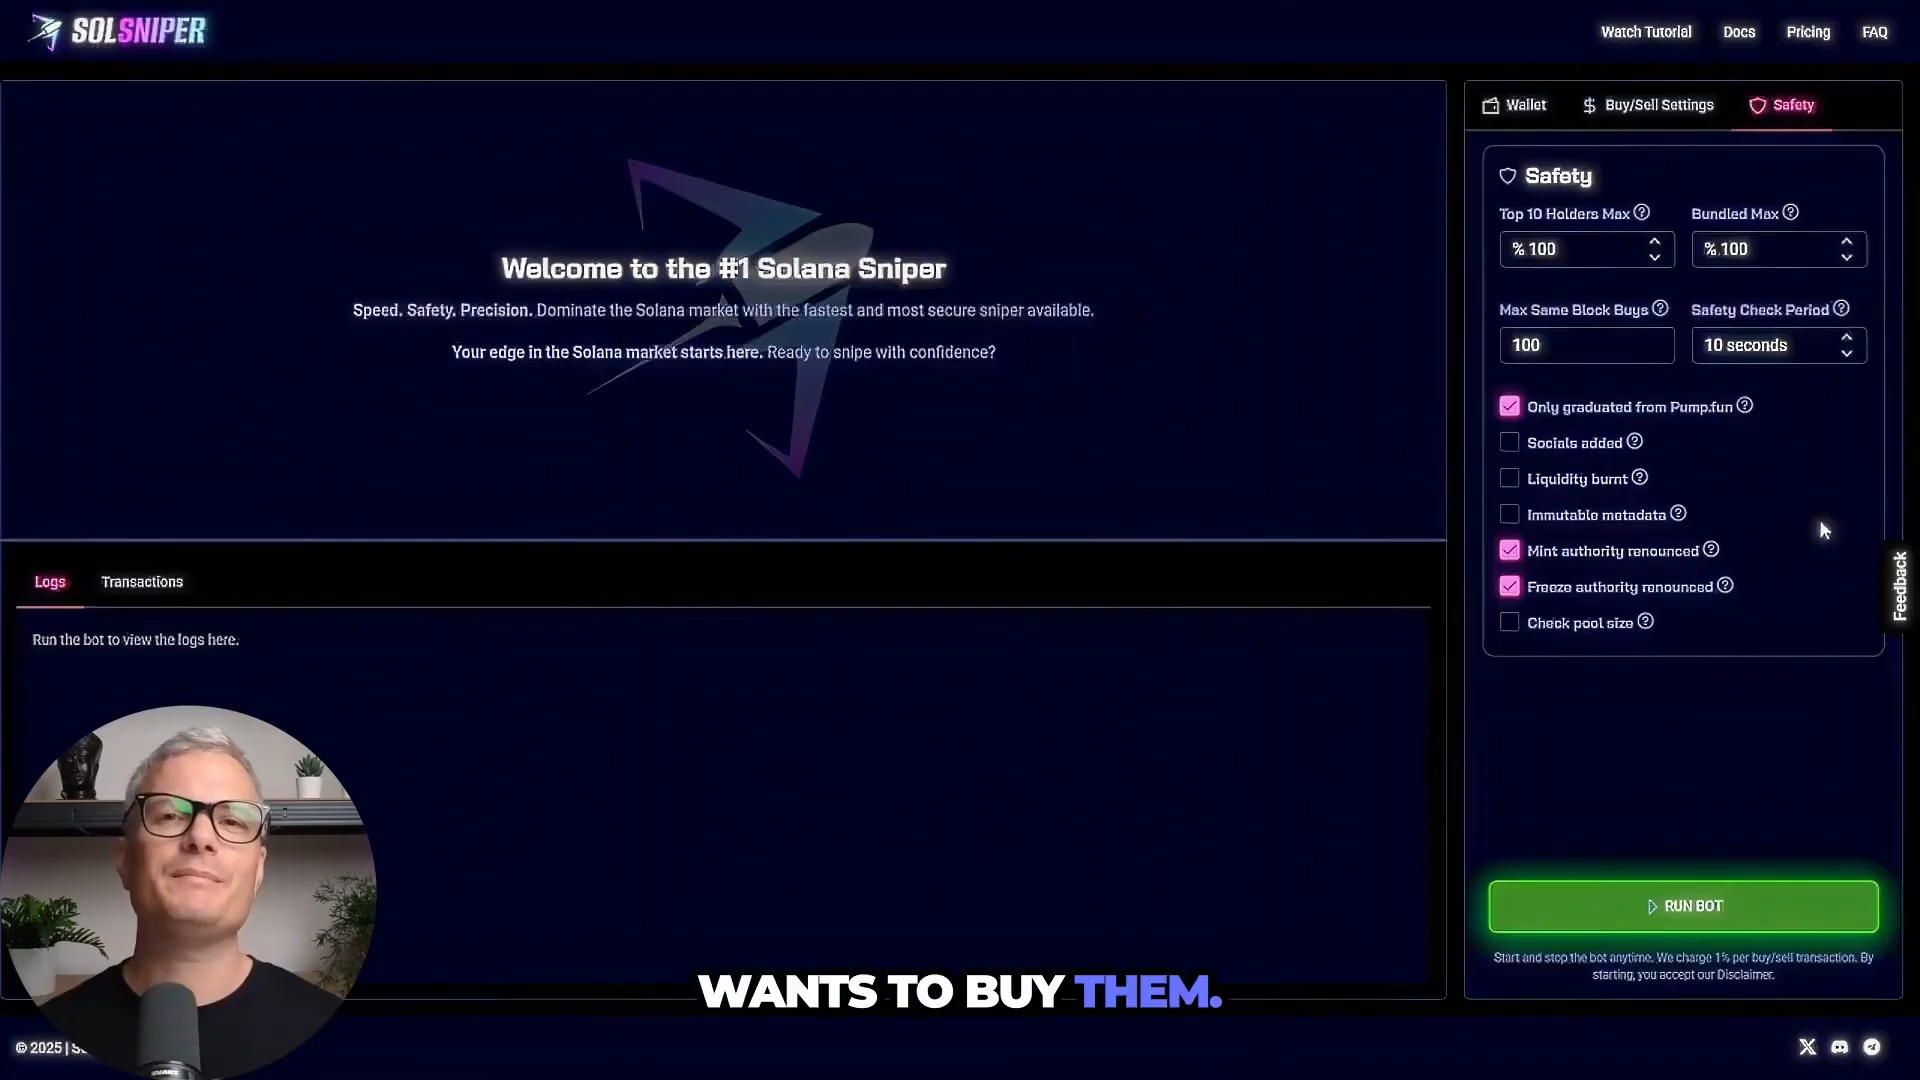 SOLSNIPER
Watch Tutorial
Docs
Pricing
FAQ
Welcome to the #1 Solana Sniper
Speed. Safety. Precision. Dominate the Solana market with the fastest and most secure sniper available.
Your edge in the Solana market starts here. Ready to snipe with confidence?
Wallet
Buy/Sell Settings
Safety
Safety
Top 10 Holders Max
Bundled Max
% 100
% 100
Max Same Block Buys
Safety Check Period
100
10 seconds
Only graduated from Pump.fun
Socials added
Liquidity burnt
Immutable metadata
Mint authority renounced
Freeze authority renounced
Check pool size
Feedback
Logs
Transactions
Run the bot to view the logs here.
RUN BOT
Start and stop the bot anytime. We charge 1% per buy/sell transaction. By
starting, you accept our Disclaimer.
WANTS TO BUY THEM.
© 2025 |